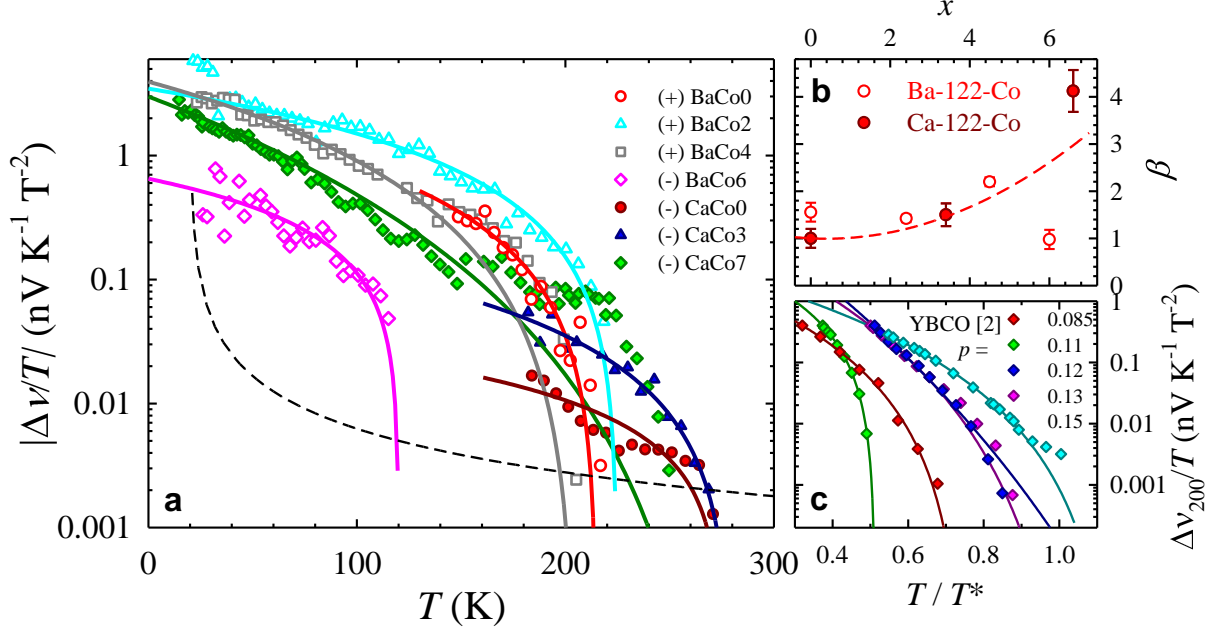 x
0
2
4
6
|Δν/T| (nV K⁻¹ T⁻²)
1
0.1
0.01
0.001
(+) BaCo0
(+) BaCo2
(+) BaCo4
(-) BaCo6
(-) CaCo0
(-) CaCo3
(-) CaCo7
a
0
100
200
300
T (K)
b
Ba-122-Co
Ca-122-Co
4
3
2
1
0
β
YBCO [2]
p =
0.085
0.11
0.12
0.13
0.15
c
1
0.1
0.01
0.001
Δν₂₀₀/T (nV K⁻¹ T⁻²)
0.4
0.6
0.8
1.0
T / T*